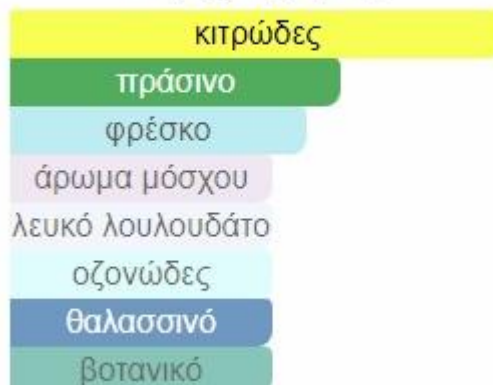 κιτρώδες
πράσινο
φρέσκο
άρωμα μόσχου
λευκό λουλουδάτο
οζονώδες
θαλασσινό
βοτανικό